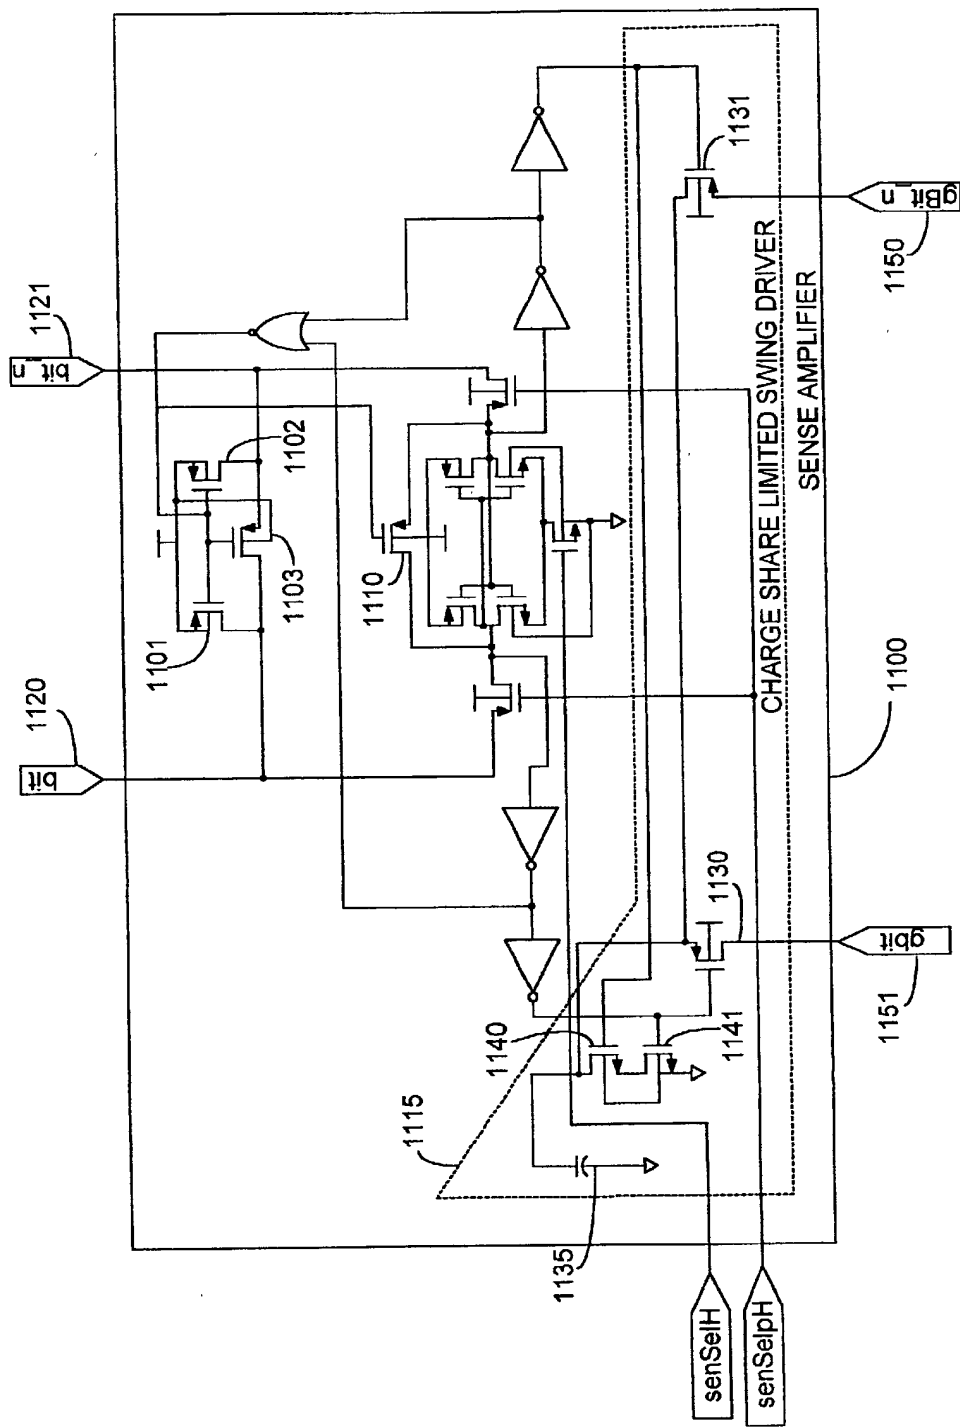 bit
1120
bit_n
1121
1101
1102
1103
1110
1115
1140
1141
1130
1131
1135
CHARGE SHARE LIMITED SWING DRIVER
SENSE AMPLIFIER
1100
gbit
1151
gBit_n
1150
senSelH
senSelpH